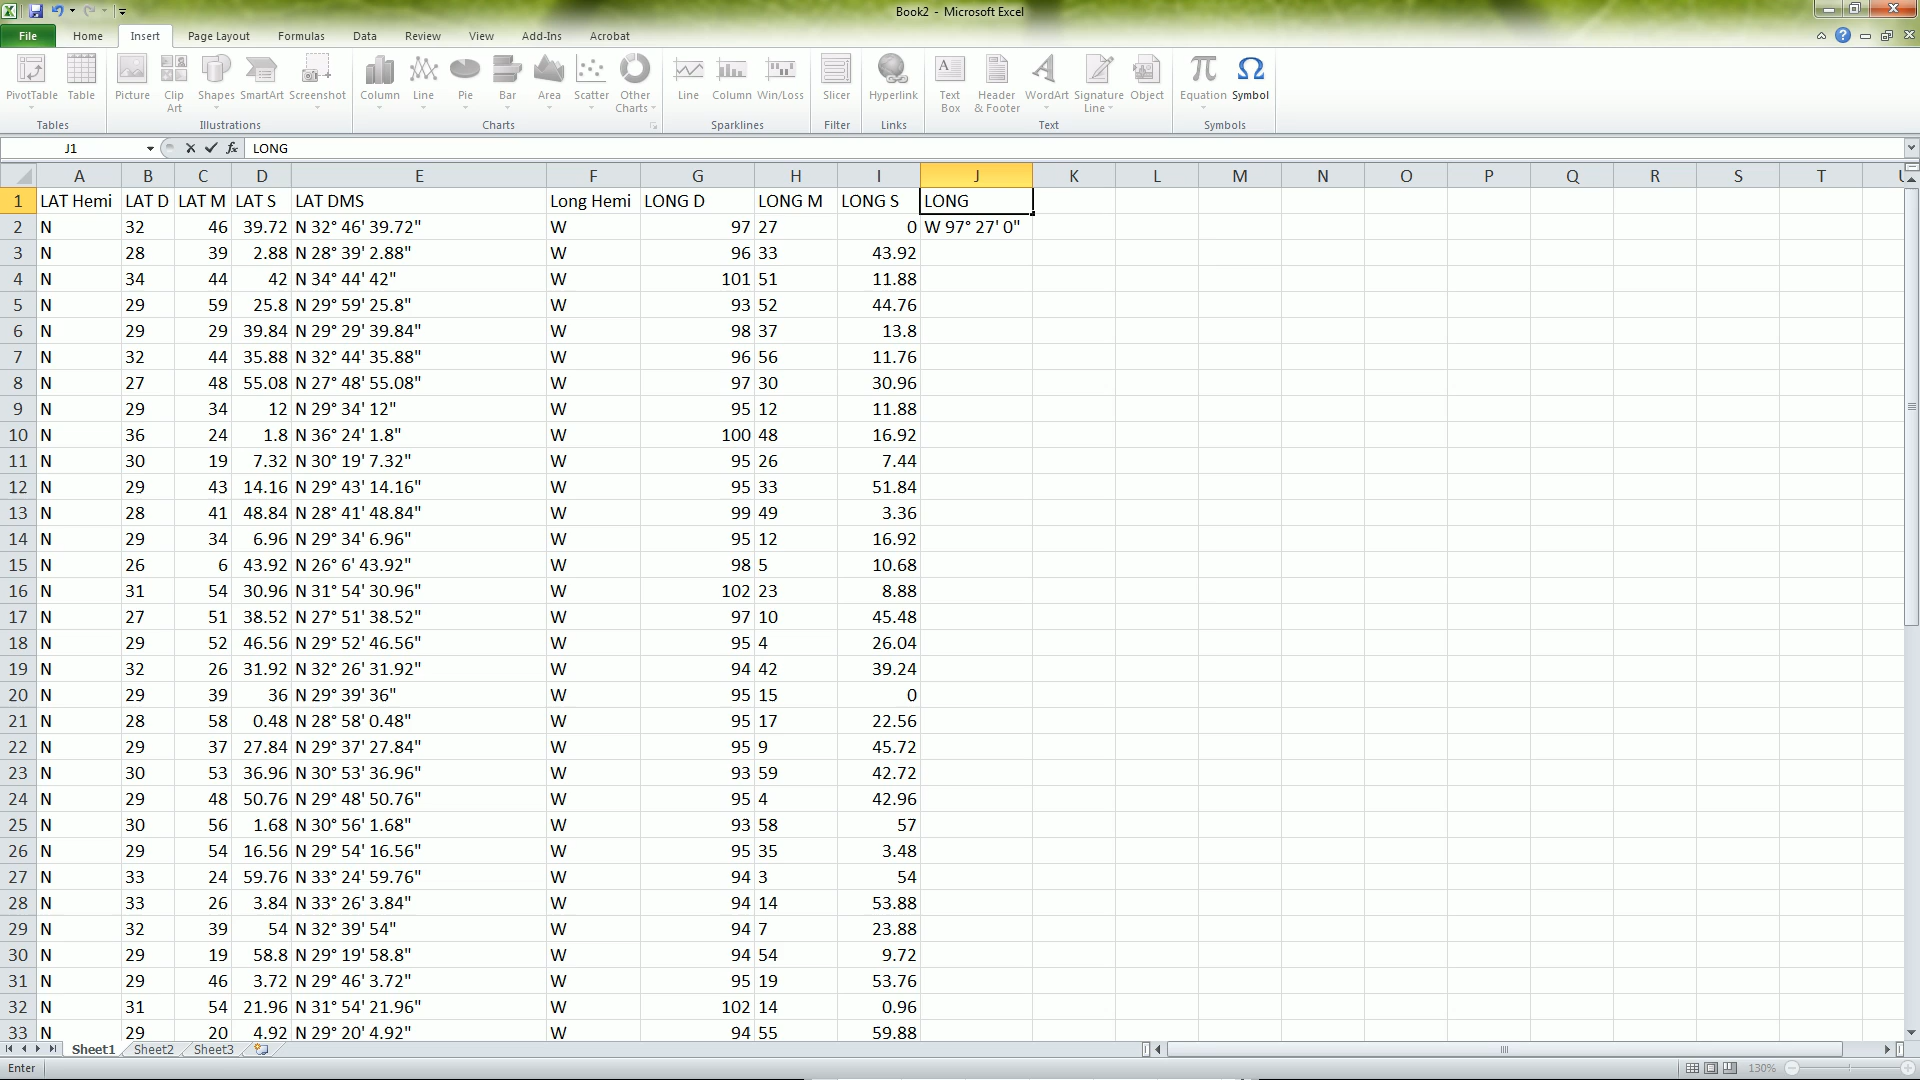 Book2 - Microsoft Excel
File Home Insert Page Layout Formulas Data Review View Add-Ins Acrobat
PivotTable Table Picture Clip Art Shapes SmartArt Screenshot Column Line Pie Bar Area Scatter Other Charts Line Column Win/Loss Slicer Hyperlink Text Box Header & Footer WordArt Signature Line Object Equation Symbol
Tables Illustrations Charts Sparklines Filter Links Text Symbols
J1 fx LONG
A B C D E F G H I J K L M N O P Q R S T U
1 LAT Hemi LAT D LAT M LAT S LAT DMS Long Hemi LONG D LONG M LONG S LONG
2 N 32 46 39.72 N 32° 46' 39.72" W 97 27 0 W 97° 27' 0"
3 N 28 39 2.88 N 28° 39' 2.88" W 96 33 43.92
4 N 34 44 42 N 34° 44' 42" W 101 51 11.88
5 N 29 59 25.8 N 29° 59' 25.8" W 93 52 44.76
6 N 29 29 39.84 N 29° 29' 39.84" W 98 37 13.8
7 N 32 44 35.88 N 32° 44' 35.88" W 96 56 11.76
8 N 27 48 55.08 N 27° 48' 55.08" W 97 30 30.96
9 N 29 34 12 N 29° 34' 12" W 95 12 11.88
10 N 36 24 1.8 N 36° 24' 1.8" W 100 48 16.92
11 N 30 19 7.32 N 30° 19' 7.32" W 95 26 7.44
12 N 29 43 14.16 N 29° 43' 14.16" W 95 33 51.84
13 N 28 41 48.84 N 28° 41' 48.84" W 99 49 3.36
14 N 29 34 6.96 N 29° 34' 6.96" W 95 12 16.92
15 N 26 6 43.92 N 26° 6' 43.92" W 98 5 10.68
16 N 31 54 30.96 N 31° 54' 30.96" W 102 23 8.88
17 N 27 51 38.52 N 27° 51' 38.52" W 97 10 45.48
18 N 29 52 46.56 N 29° 52' 46.56" W 95 4 26.04
19 N 32 26 31.92 N 32° 26' 31.92" W 94 42 39.24
20 N 29 39 36 N 29° 39' 36" W 95 15 0
21 N 28 58 0.48 N 28° 58' 0.48" W 95 17 22.56
22 N 29 37 27.84 N 29° 37' 27.84" W 95 9 45.72
23 N 30 53 36.96 N 30° 53' 36.96" W 93 59 42.72
24 N 29 48 50.76 N 29° 48' 50.76" W 95 4 42.96
25 N 30 56 1.68 N 30° 56' 1.68" W 93 58 57
26 N 29 54 16.56 N 29° 54' 16.56" W 95 35 3.48
27 N 33 24 59.76 N 33° 24' 59.76" W 94 3 54
28 N 33 26 3.84 N 33° 26' 3.84" W 94 14 53.88
29 N 32 39 54 N 32° 39' 54" W 94 7 23.88
30 N 29 19 58.8 N 29° 19' 58.8" W 94 54 9.72
31 N 29 46 3.72 N 29° 46' 3.72" W 95 19 53.76
32 N 31 54 21.96 N 31° 54' 21.96" W 102 14 0.96
33 N 29 20 4.92 N 29° 20' 4.92" W 94 55 59.88
Sheet1 Sheet2 Sheet3
Enter 130%